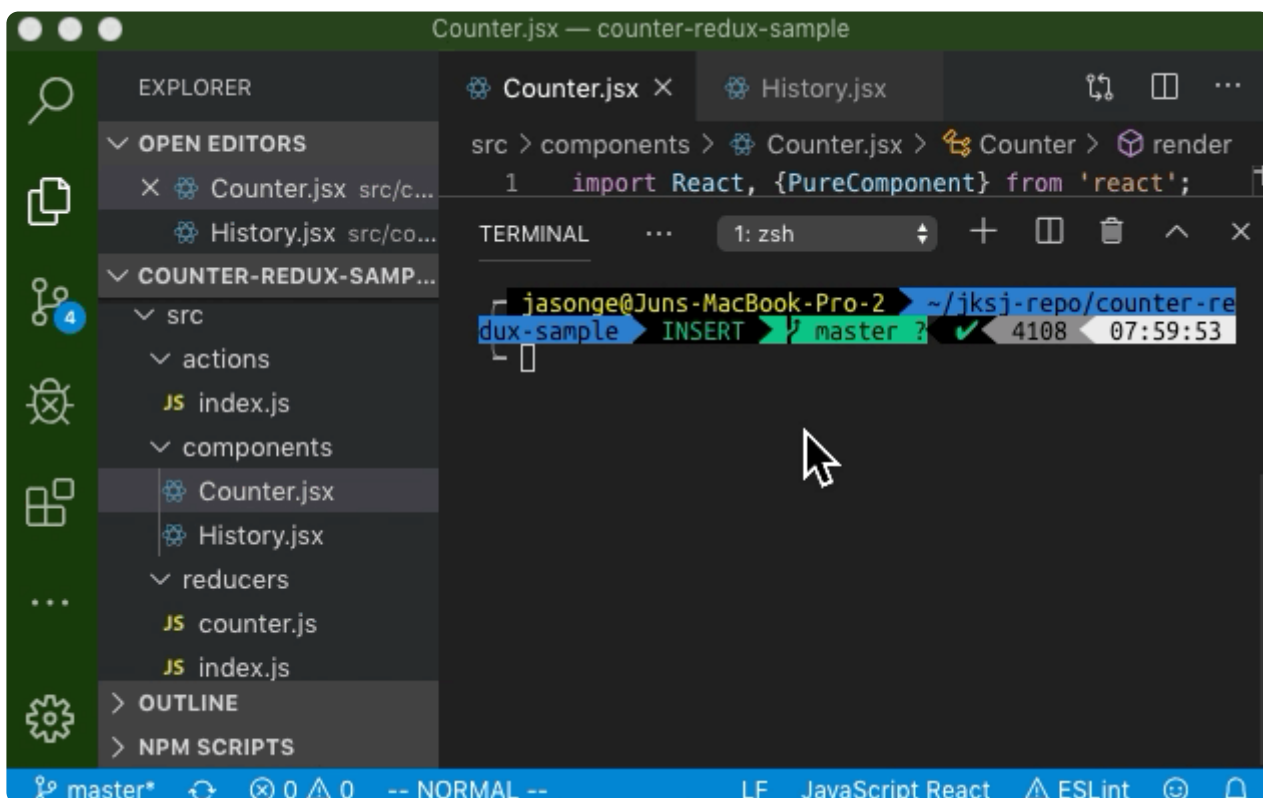 Counter.jsx — counter-redux-sample
EXPLORER
OPEN EDITORS
Counter.jsx src/c...
History.jsx src/co...
COUNTER-REDUX-SAMP...
src
actions
JS index.js
components
Counter.jsx
History.jsx
reducers
JS counter.js
JS index.js
OUTLINE
NPM SCRIPTS
4
Counter.jsx
History.jsx
src > components > Counter.jsx > Counter > render
1 import React, {PureComponent} from 'react';
TERMINAL ... 1: zsh
jasonge@Juns-MacBook-Pro-2 ~/jksj-repo/counter-re
dux-sample INSERT master ? ✔ 4108 07:59:53
master* 0 0 -- NORMAL -- LF JavaScript React ESLint